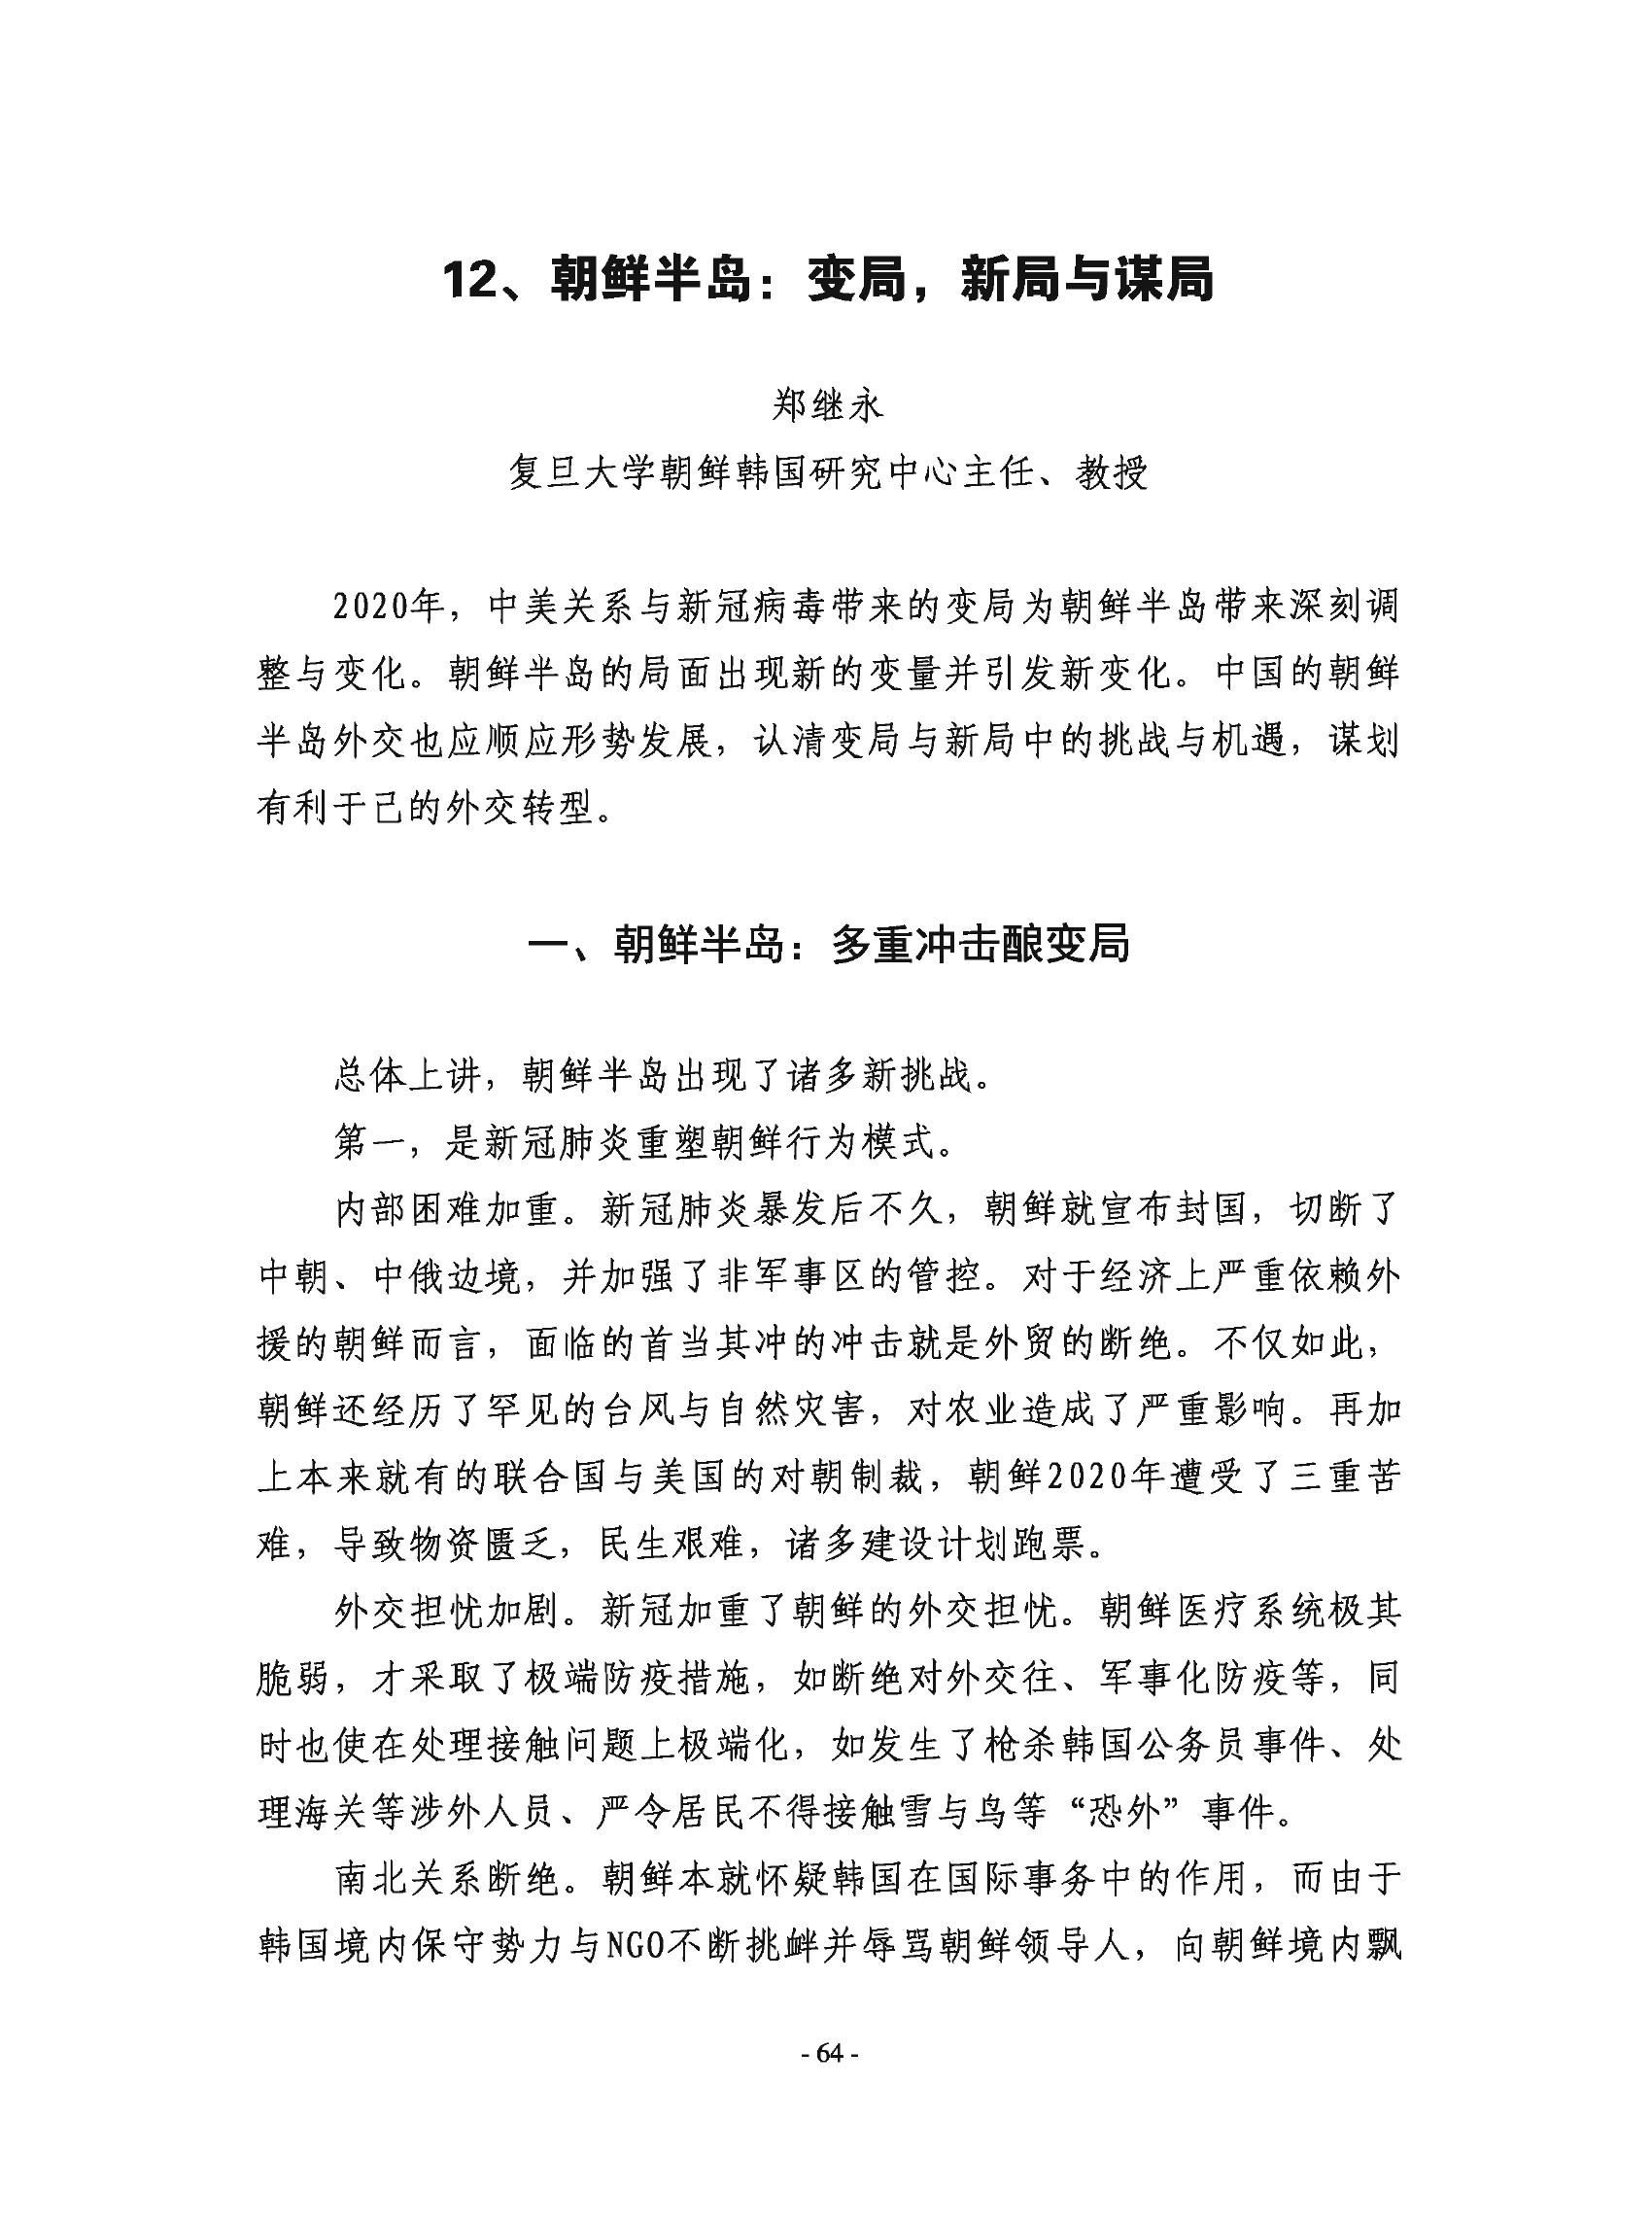 12、朝鲜半岛：变局，新局与谋局
郑继永
复旦大学朝鲜韩国研究中心主任、教授
2020年，中美关系与新冠病毒带来的变局为朝鲜半岛带来深刻调
整与变化。朝鲜半岛的局面出现新的变量并引发新变化。中国的朝鲜
半岛外交也应顺应形势发展，认清变局与新局中的挑战与机遇，谋划
有利于己的外交转型。
一、朝鲜半岛：多重冲击酿变局
总体上讲，朝鲜半岛出现了诸多新挑战。
第一，是新冠肺炎重塑朝鲜行为模式。
内部困难加重。新冠肺炎暴发后不久，朝鲜就宣布封国，切断了
中朝、中俄边境，并加强了非军事区的管控。对于经济上严重依赖外
援的朝鲜而言，面临的首当其冲的冲击就是外贸的断绝。不仅如此，
朝鲜还经历了罕见的台风与自然灾害，对农业造成了严重影响。再加
上本来就有的联合国与美国的对朝制裁，朝鲜2020年遭受了三重苦
难，导致物资匮乏，民生艰难，诸多建设计划跑票。
外交担忧加剧。新冠加重了朝鲜的外交担忧。朝鲜医疗系统极其
脆弱，才采取了极端防疫措施，如断绝对外交往、军事化防疫等，同
时也使在处理接触问题上极端化，如发生了枪杀韩国公务员事件、处
理海关等涉外人员、严令居民不得接触雪与鸟等“恐外”事件。
南北关系断绝。朝鲜本就怀疑韩国在国际事务中的作用，而由于
韩国境内保守势力与NGO不断挑衅并辱骂朝鲜领导人，向朝鲜境内飘
- 64 -